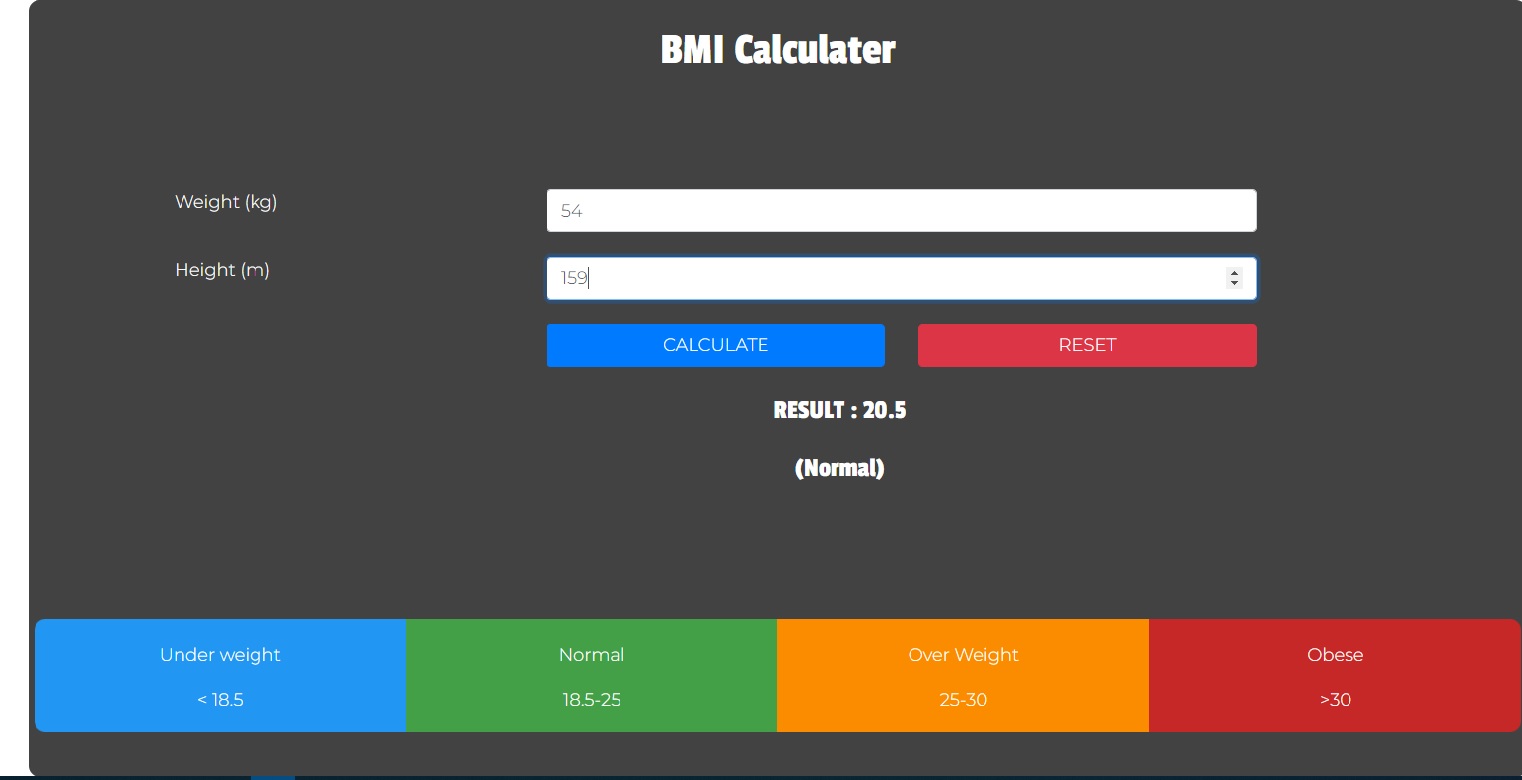 BMI Calculater
Weight (kg)
54
Height (m)
159
CALCULATE
RESET
RESULT : 20.5
(Normal)
Under weight
< 18.5
Normal
18.5-25
Over Weight
25-30
Obese
>30